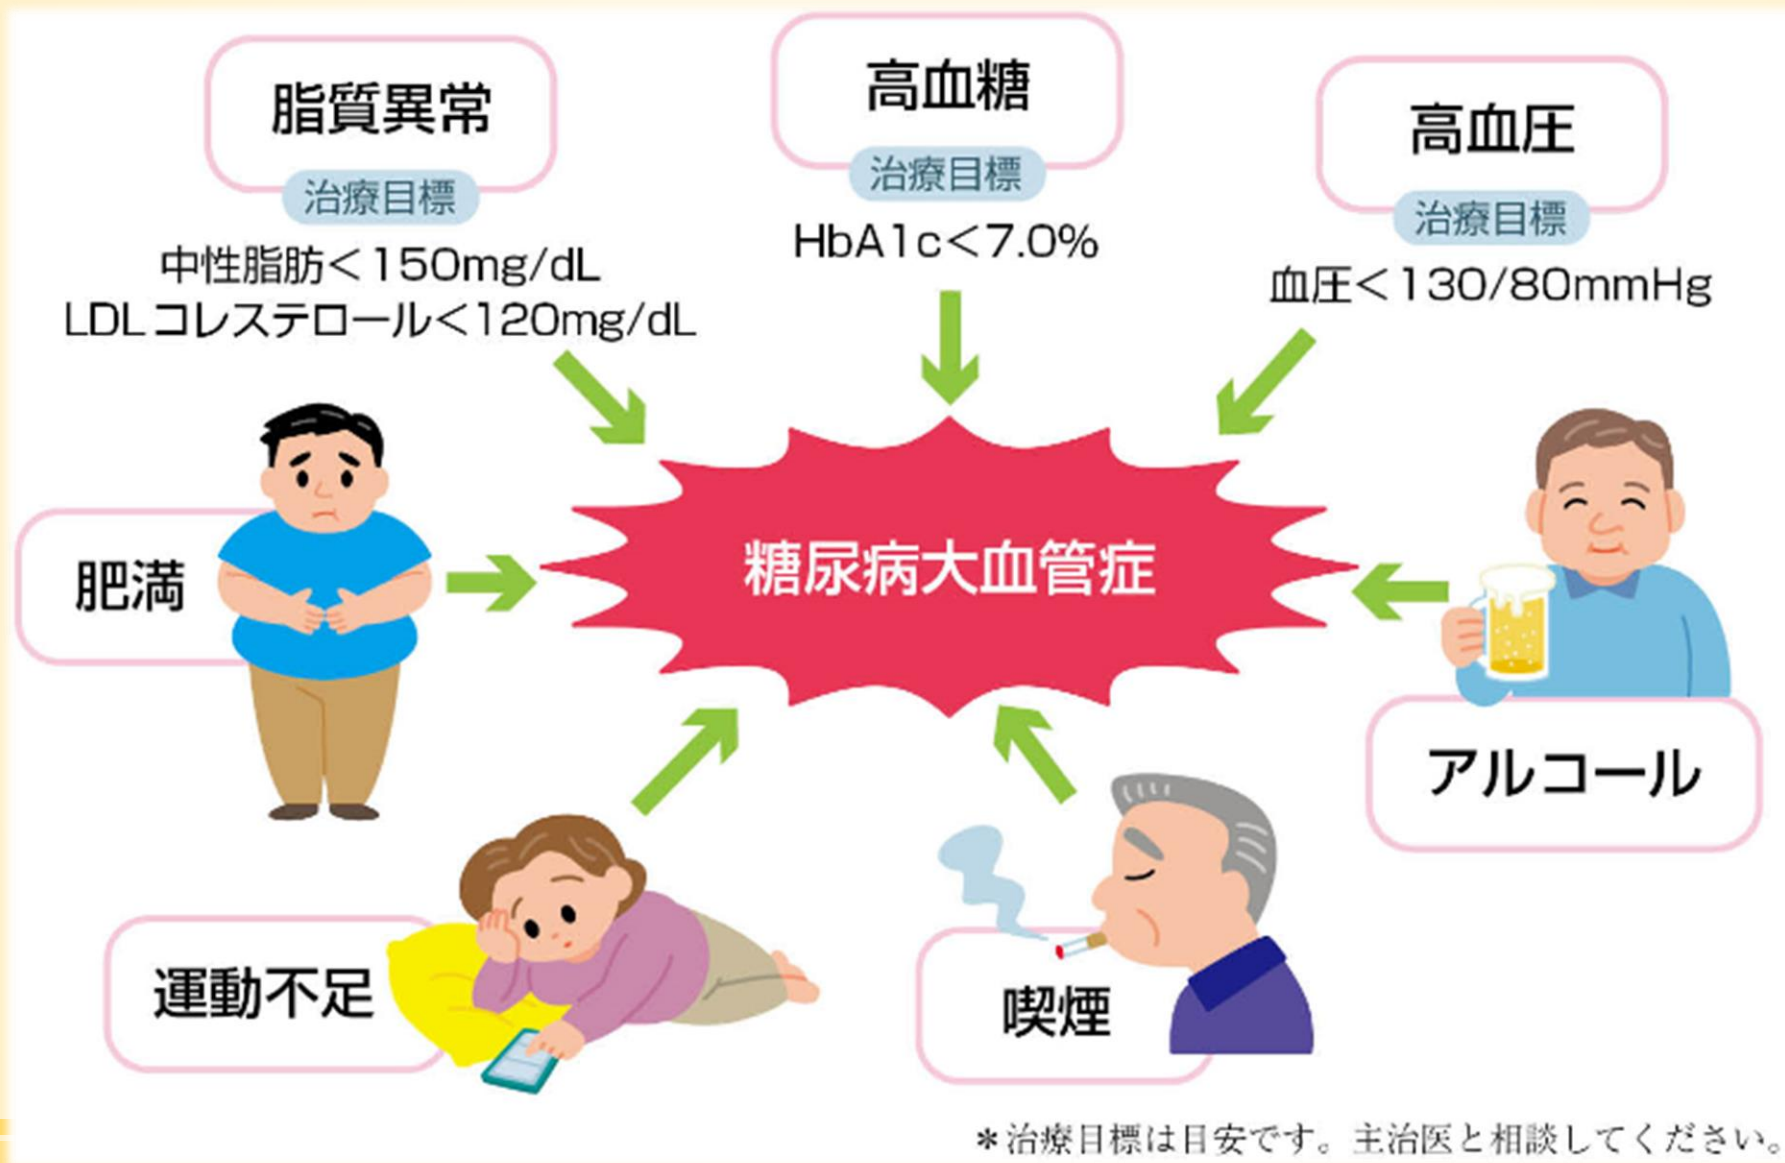 脂質異常
治療目標
中性脂肪＜150mg/dL
LDLコレステロール＜120mg/dL
高血糖
治療目標
HbA1c＜7.0%
高血圧
治療目標
血圧＜130/80mmHg
肥満
糖尿病大血管症
アルコール
運動不足
喫煙
＊治療目標は目安です。主治医と相談してください。